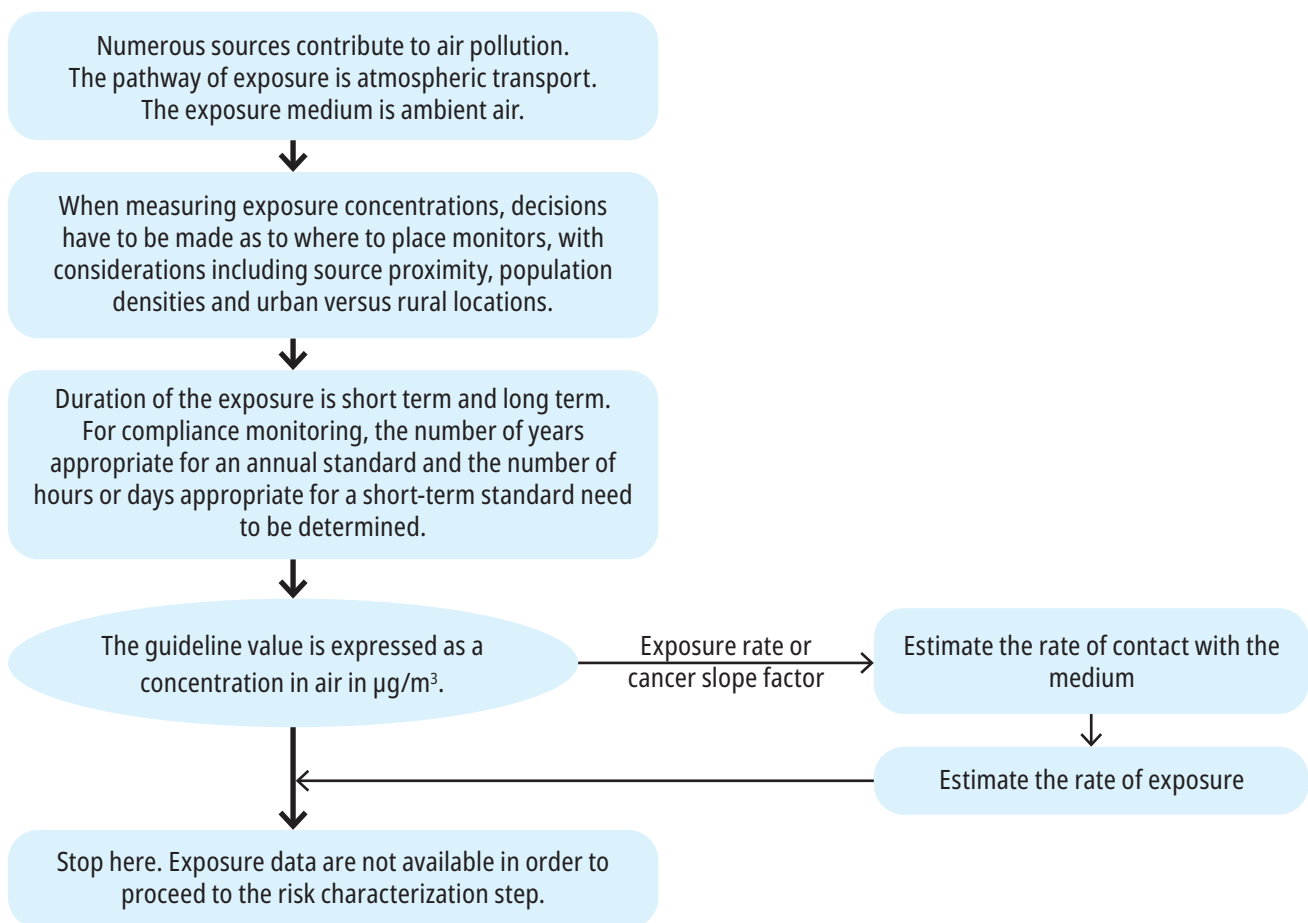 Numerous sources contribute to air pollution.
The pathway of exposure is atmospheric transport.
The exposure medium is ambient air.
When measuring exposure concentrations, decisions
have to be made as to where to place monitors, with
considerations including source proximity, population
densities and urban versus rural locations.
Duration of the exposure is short term and long term.
For compliance monitoring, the number of years
appropriate for an annual standard and the number of
hours or days appropriate for a short-term standard need
to be determined.
The guideline value is expressed as a
concentration in air in µg/m³.
Exposure rate or
cancer slope factor
Estimate the rate of contact with the
medium
Estimate the rate of exposure
Stop here. Exposure data are not available in order to
proceed to the risk characterization step.